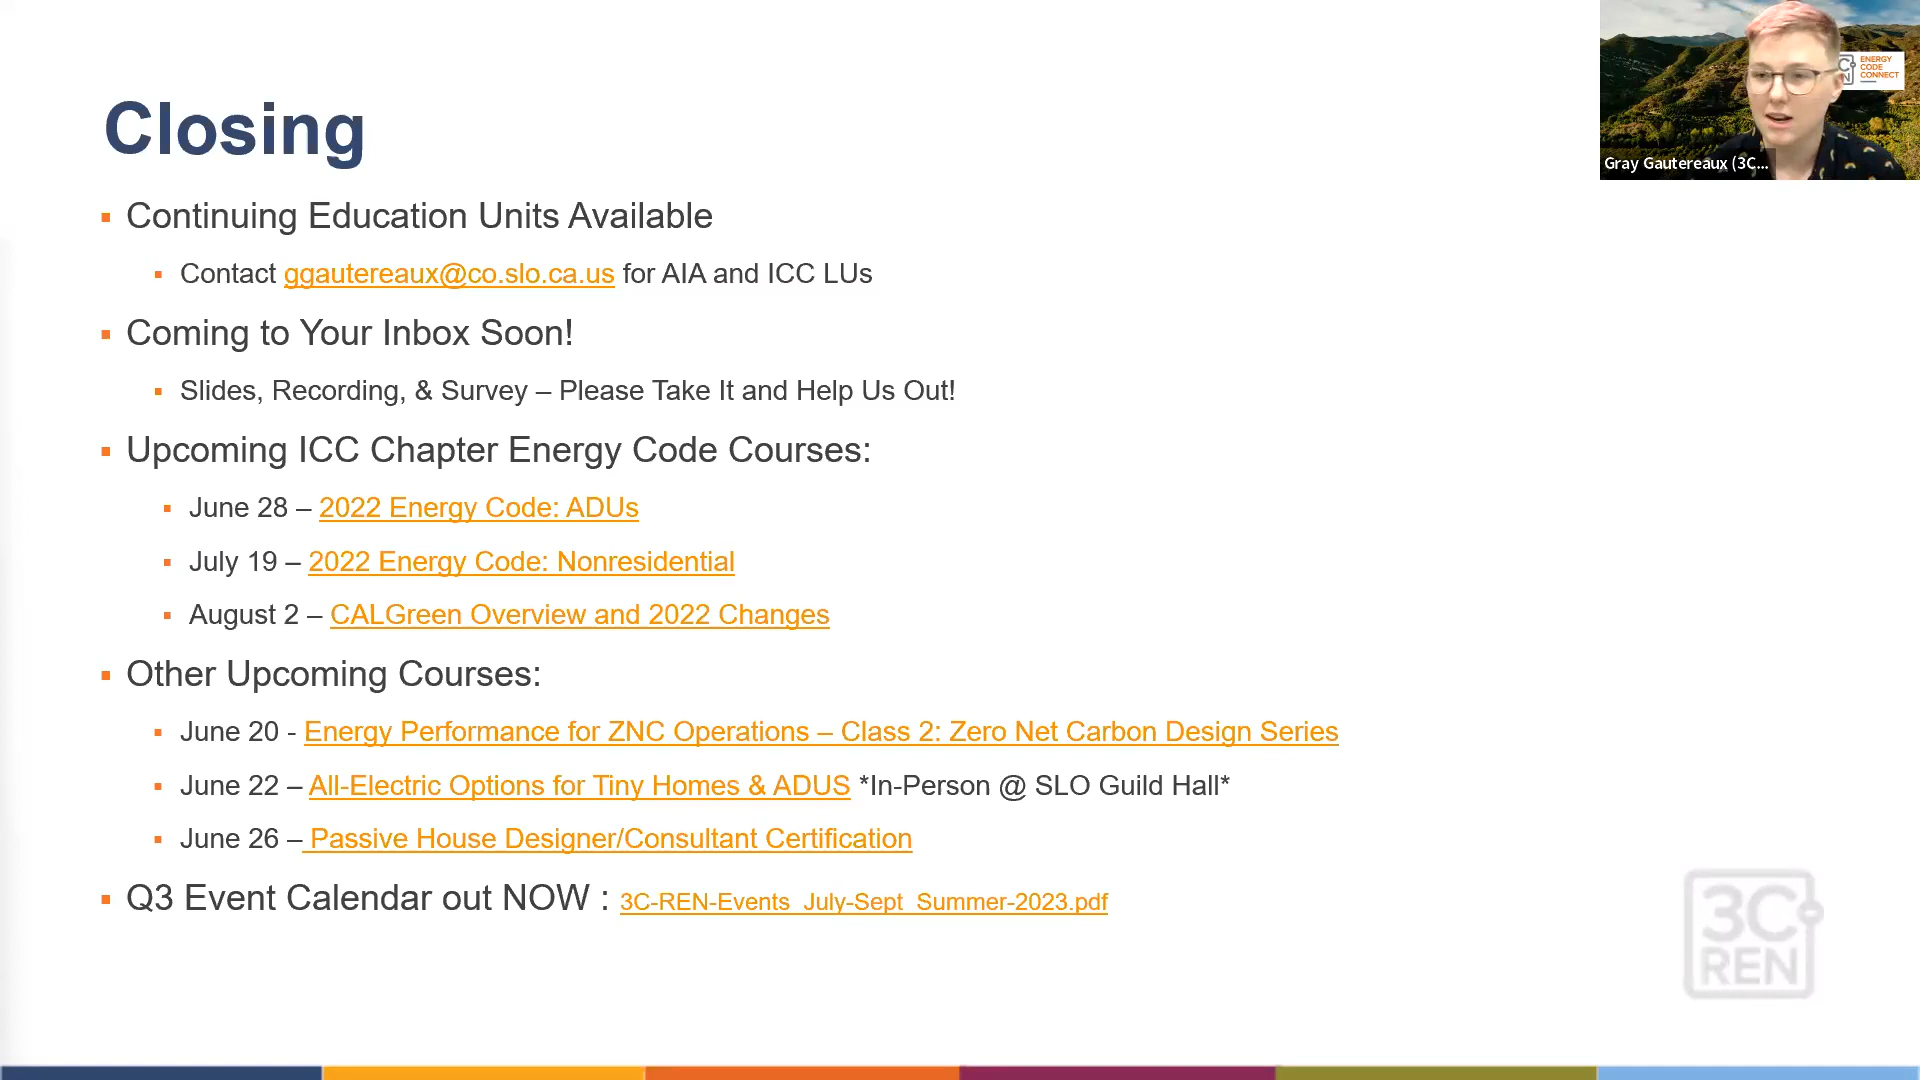 Closing
Continuing Education Units Available
Contact ggautereaux@co.slo.ca.us for AIA and ICC LUs
Coming to Your Inbox Soon!
Slides, Recording, & Survey – Please Take It and Help Us Out!
Upcoming ICC Chapter Energy Code Courses:
June 28 – 2022 Energy Code: ADUs
July 19 – 2022 Energy Code: Nonresidential
August 2 – CALGreen Overview and 2022 Changes
Other Upcoming Courses:
June 20 - Energy Performance for ZNC Operations – Class 2: Zero Net Carbon Design Series
June 22 – All-Electric Options for Tiny Homes & ADUS *In-Person @ SLO Guild Hall*
June 26 – Passive House Designer/Consultant Certification
Q3 Event Calendar out NOW : 3C-REN-Events_July-Sept_Summer-2023.pdf
ENERGY
CODE
CONNECT
Gray Gautereaux (3C...
3C
REN